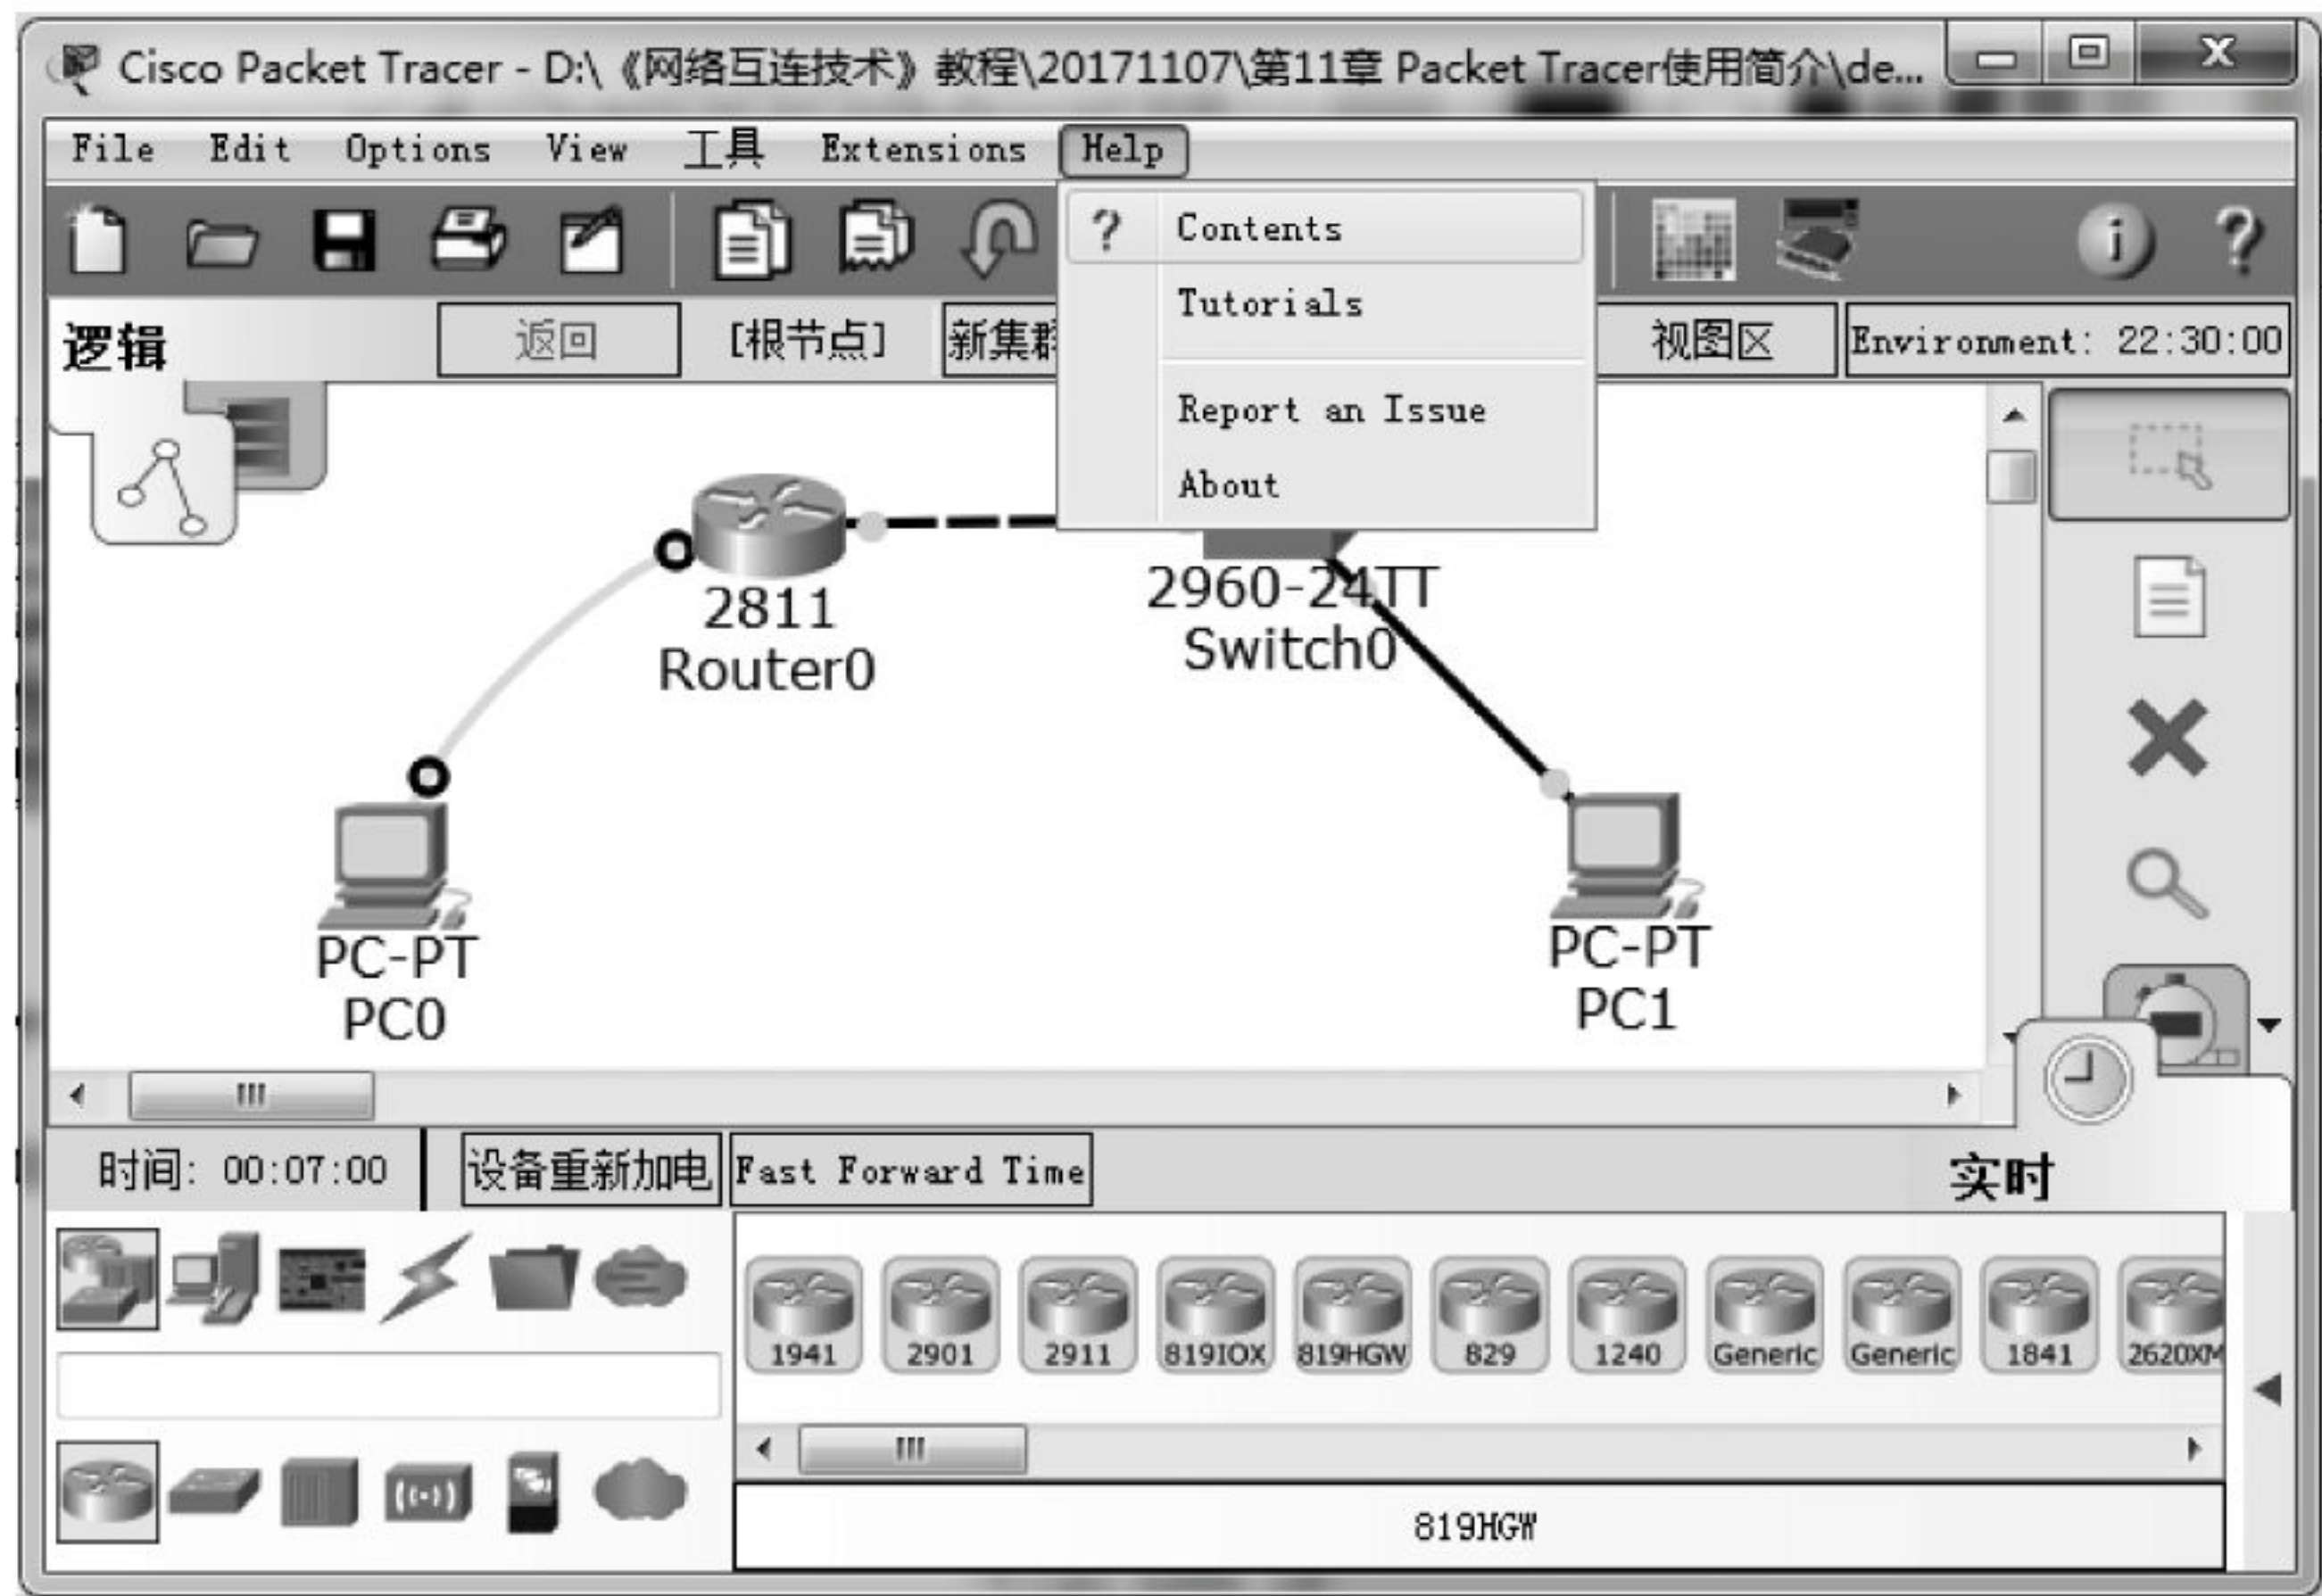 Cisco Packet Tracer - D:\《网络互连技术》教程\20171107\第11章 Packet Tracer使用简介\de...
File Edit Options View 工具 Extensions Help
Contents
Tutorials
Report an Issue
About
逻辑 返回 [根节点] 新集群 视图区 Environment: 22:30:00
2811
Router0
2960-24TT
Switch0
PC-PT
PC0
PC-PT
PC1
时间: 00:07:00 设备重新加电 Fast Forward Time 实时
1941 2901 2911 819IOX 819HGW 829 1240 Generic Generic 1841 2620XM
819HGW